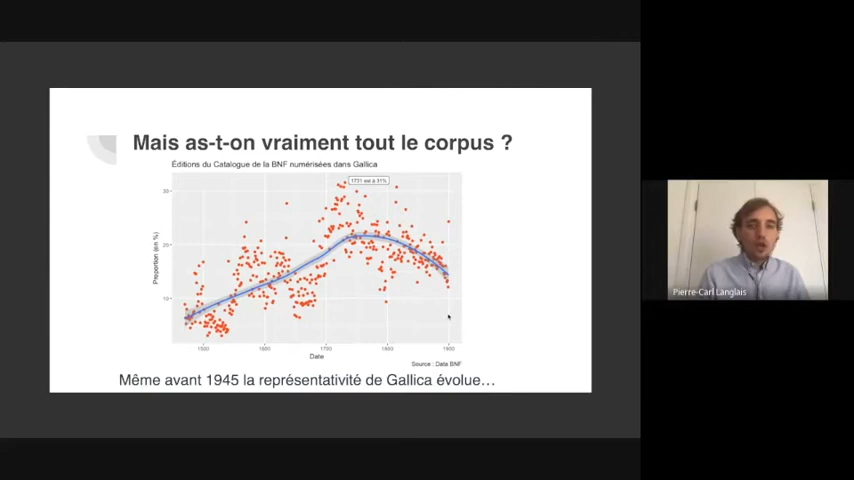 Mais as-t-on vraiment tout le corpus ?
Éditions du Catalogue de la BNF numérisées dans Gallica
1731 est à 31%
30
20
10
Proportion (en %)
1500
1600
1700
1800
1900
Date
Source : Data BNF
Même avant 1945 la représentativité de Gallica évolue…
Pierre-Carl Langlais